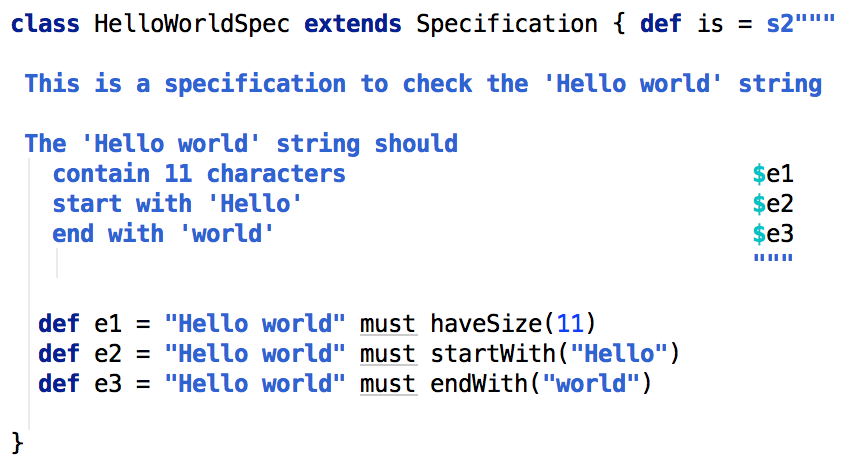 class HelloWorldSpec extends Specification { def is = s2"""
This is a specification to check the 'Hello world' string
The 'Hello world' string should
contain 11 characters $e1
start with 'Hello' $e2
end with 'world' $e3
"""
def e1 = "Hello world" must haveSize(11)
def e2 = "Hello world" must startWith("Hello")
def e3 = "Hello world" must endWith("world")
}